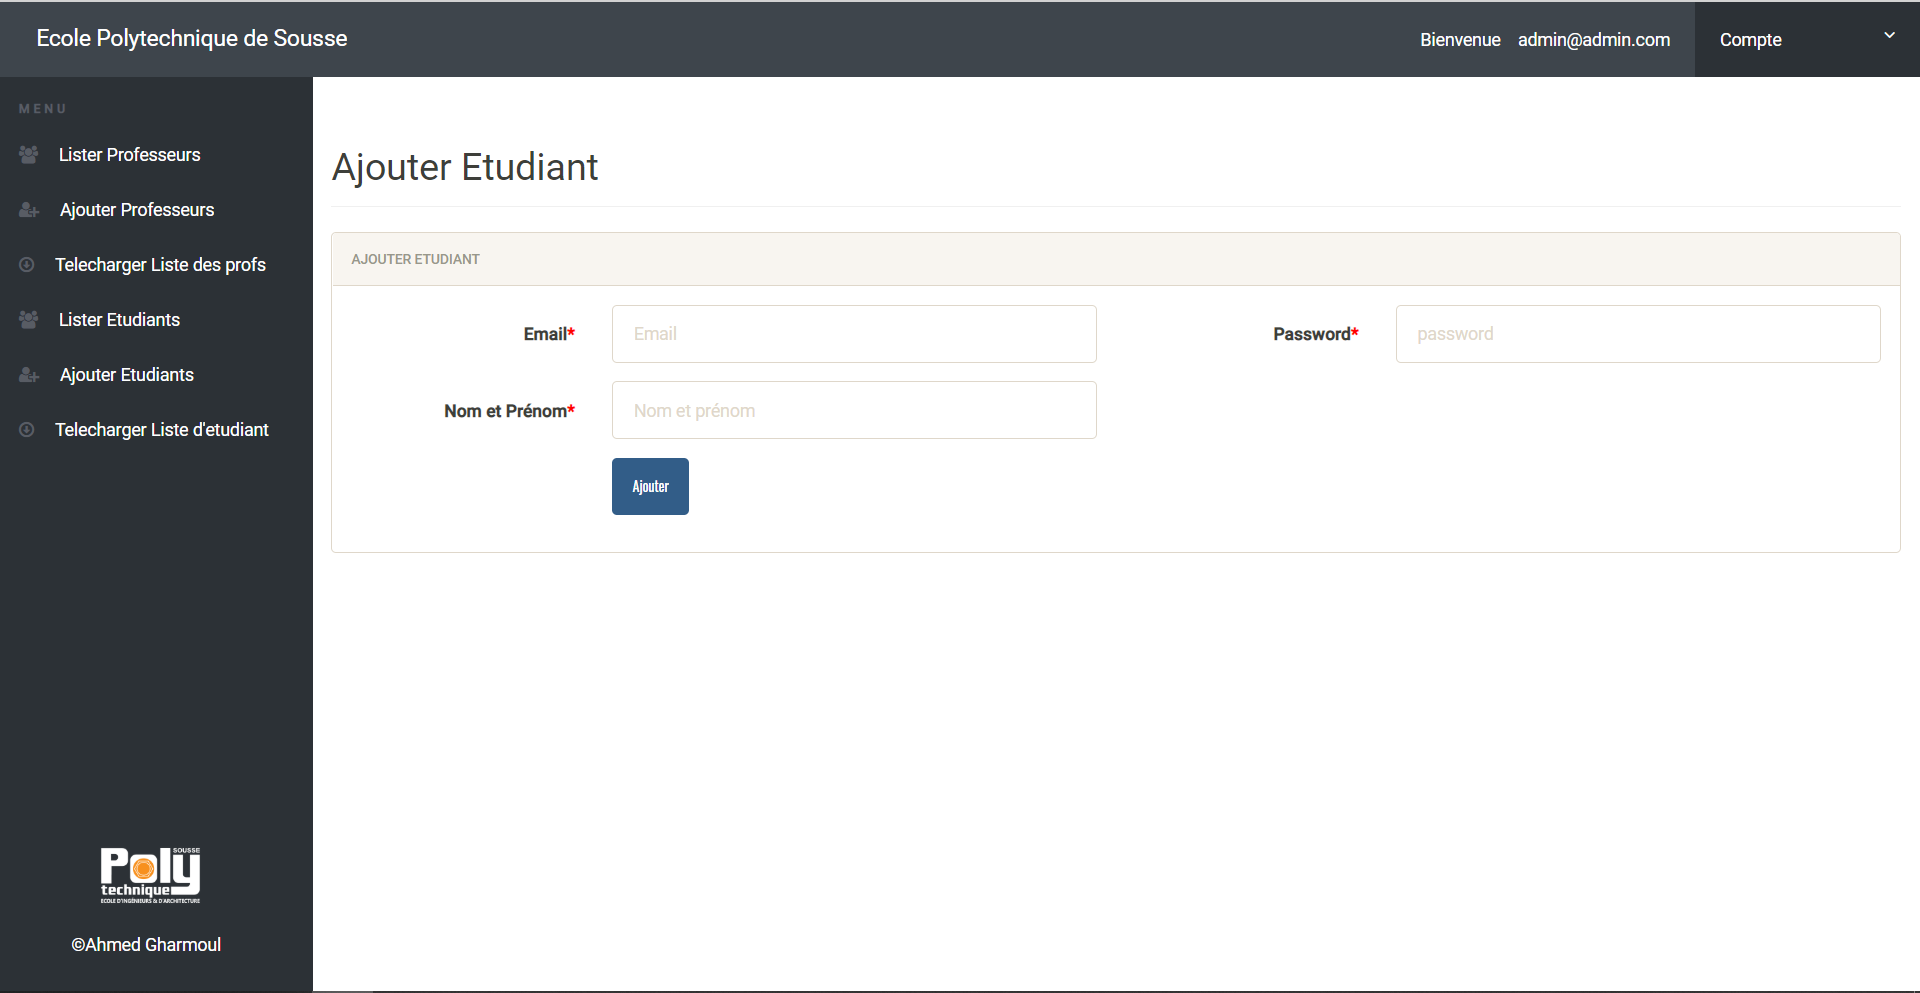 Ecole Polytechnique de Sousse
Bienvenue admin@admin.com
Compte
MENU
Lister Professeurs
Ajouter Professeurs
Telecharger Liste des profs
Lister Etudiants
Ajouter Etudiants
Telecharger Liste d'etudiant
Ajouter Etudiant
AJOUTER ETUDIANT
Email*
Email
Password*
password
Nom et Prénom*
Nom et prénom
Ajouter
SOUSSE
Poly
technique
ECOLE D'INGÉNIEURS & D'ARCHITECTURE
©Ahmed Gharmoul